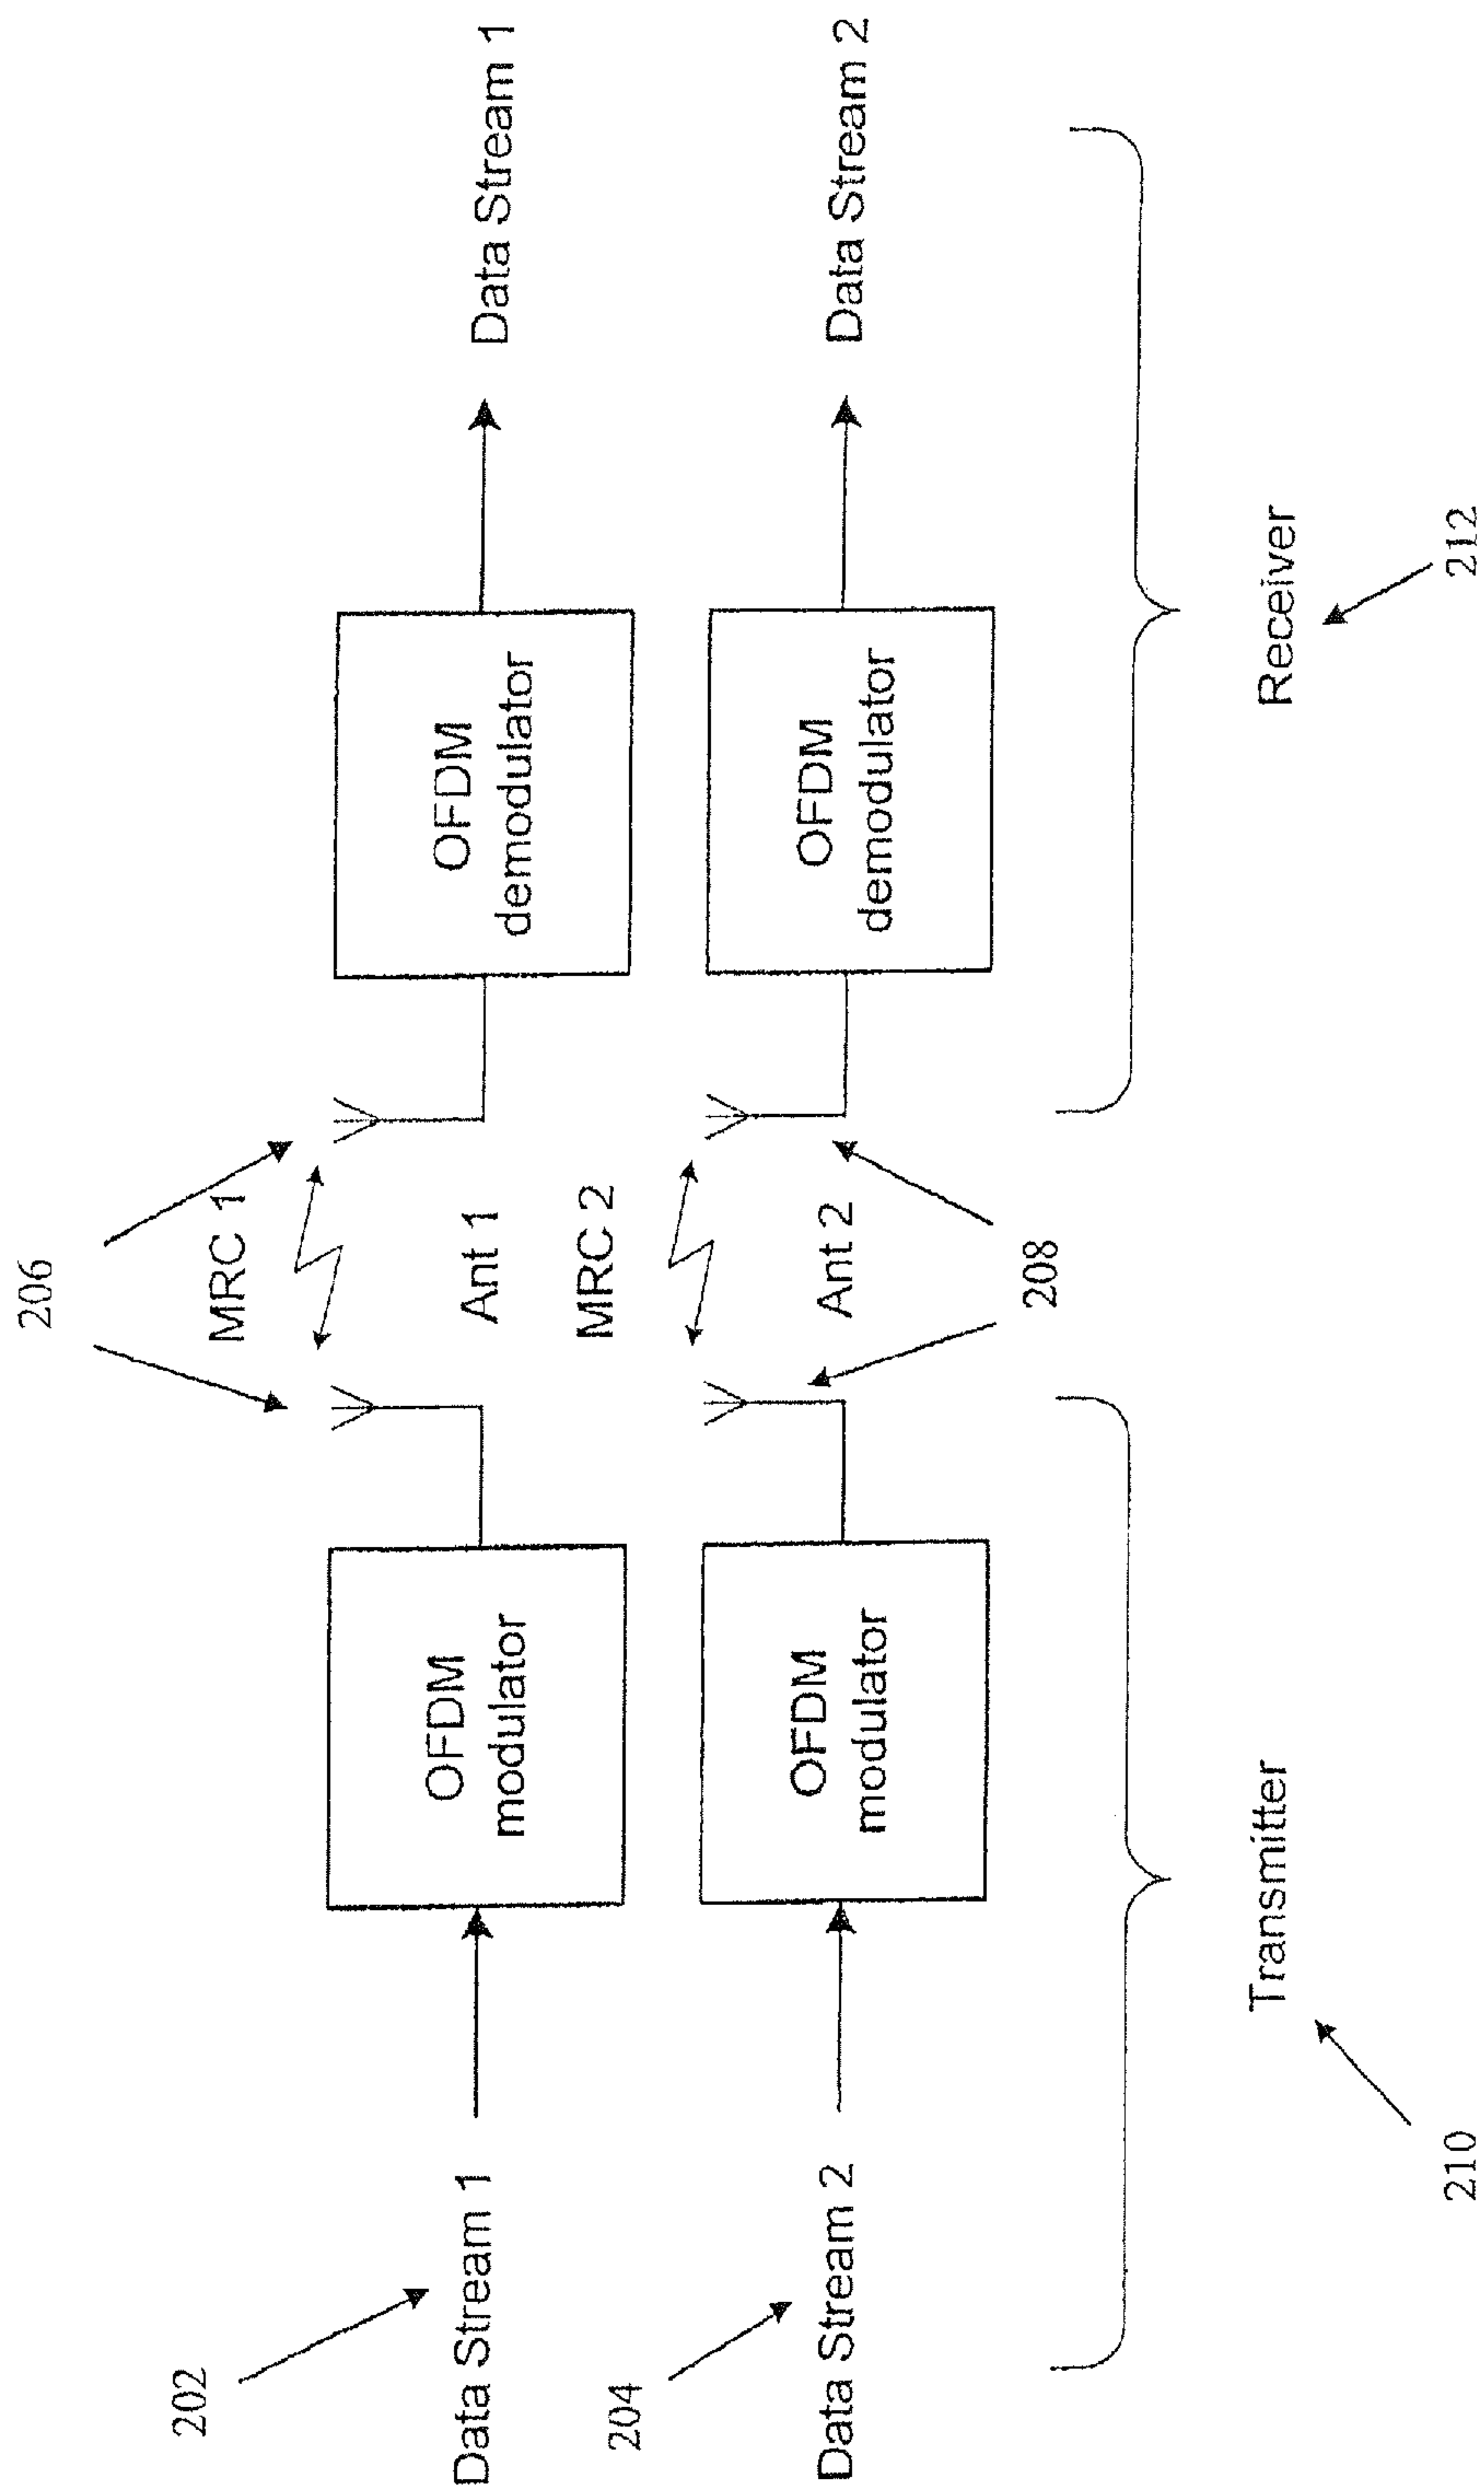 206
202
MRC 1
Data Stream 1
OFDM
modulator
Ant 1
OFDM
demodulator
Data Stream 1
204
MRC 2
Data Stream 2
OFDM
modulator
Ant 2
OFDM
demodulator
Data Stream 2
208
Transmitter
Receiver
210
212